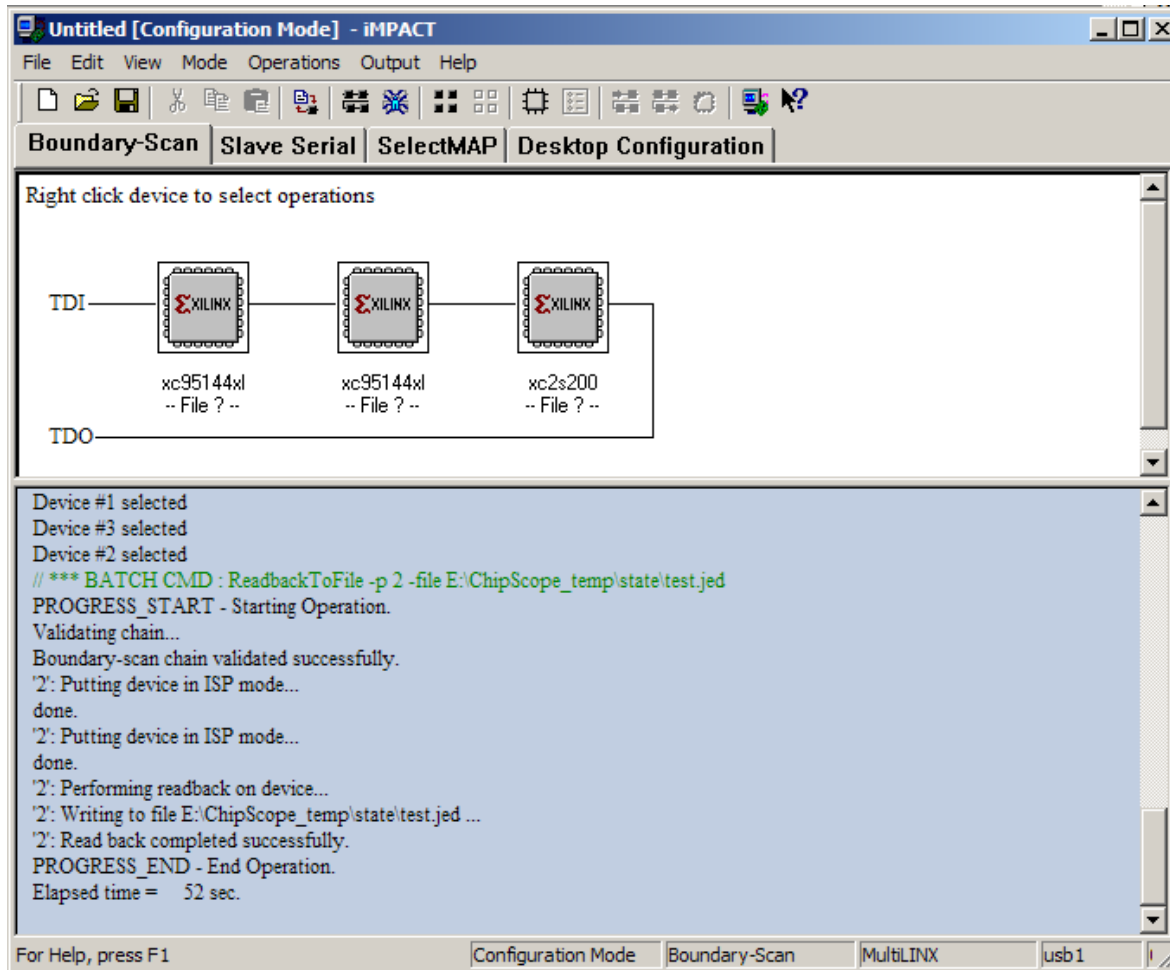 Untitled [Configuration Mode] - iMPACT
File Edit View Mode Operations Output Help
Boundary-Scan Slave Serial SelectMAP Desktop Configuration
Right click device to select operations
TDI ΣXILINX ΣXILINX ΣXILINX
xc95144xl xc95144xl xc2s200
-- File ? -- -- File ? -- -- File ? --
TDO
Device #1 selected
Device #3 selected
Device #2 selected
// *** BATCH CMD : ReadbackToFile -p 2 -file E:\ChipScope_temp\state\test.jed
PROGRESS_START - Starting Operation.
Validating chain...
Boundary-scan chain validated successfully.
'2': Putting device in ISP mode...
done.
'2': Putting device in ISP mode...
done.
'2': Performing readback on device...
'2': Writing to file E:\ChipScope_temp\state\test.jed ...
'2': Read back completed successfully.
PROGRESS_END - End Operation.
Elapsed time = 52 sec.
For Help, press F1 Configuration Mode Boundary-Scan MultiLINX usb1